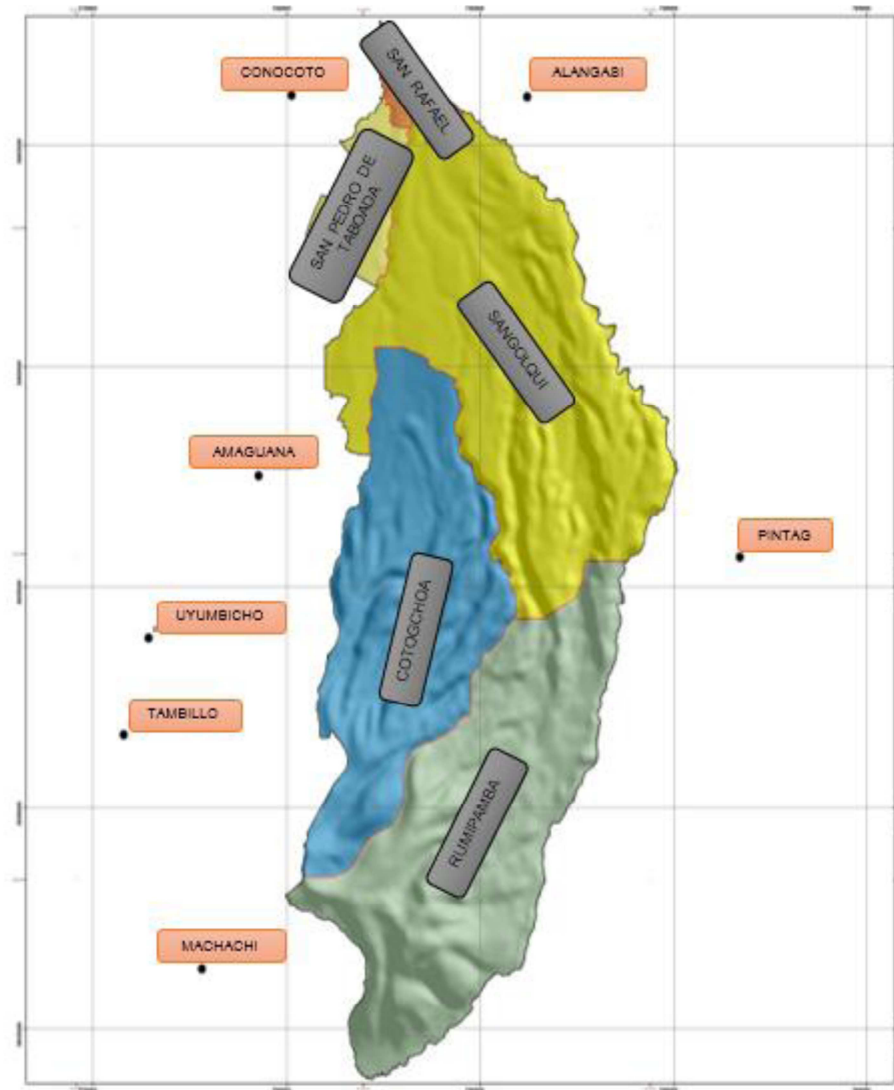 CONOCOTO
SAN RAFAEL
ALANGASI
SAN PEDRO DE
TABOADA
SANGOLQUI
AMAGUANA
PINTAG
COTOGCHOA
UYUMBICHO
TAMBILLO
RUMIPAMBA
MACHACHI